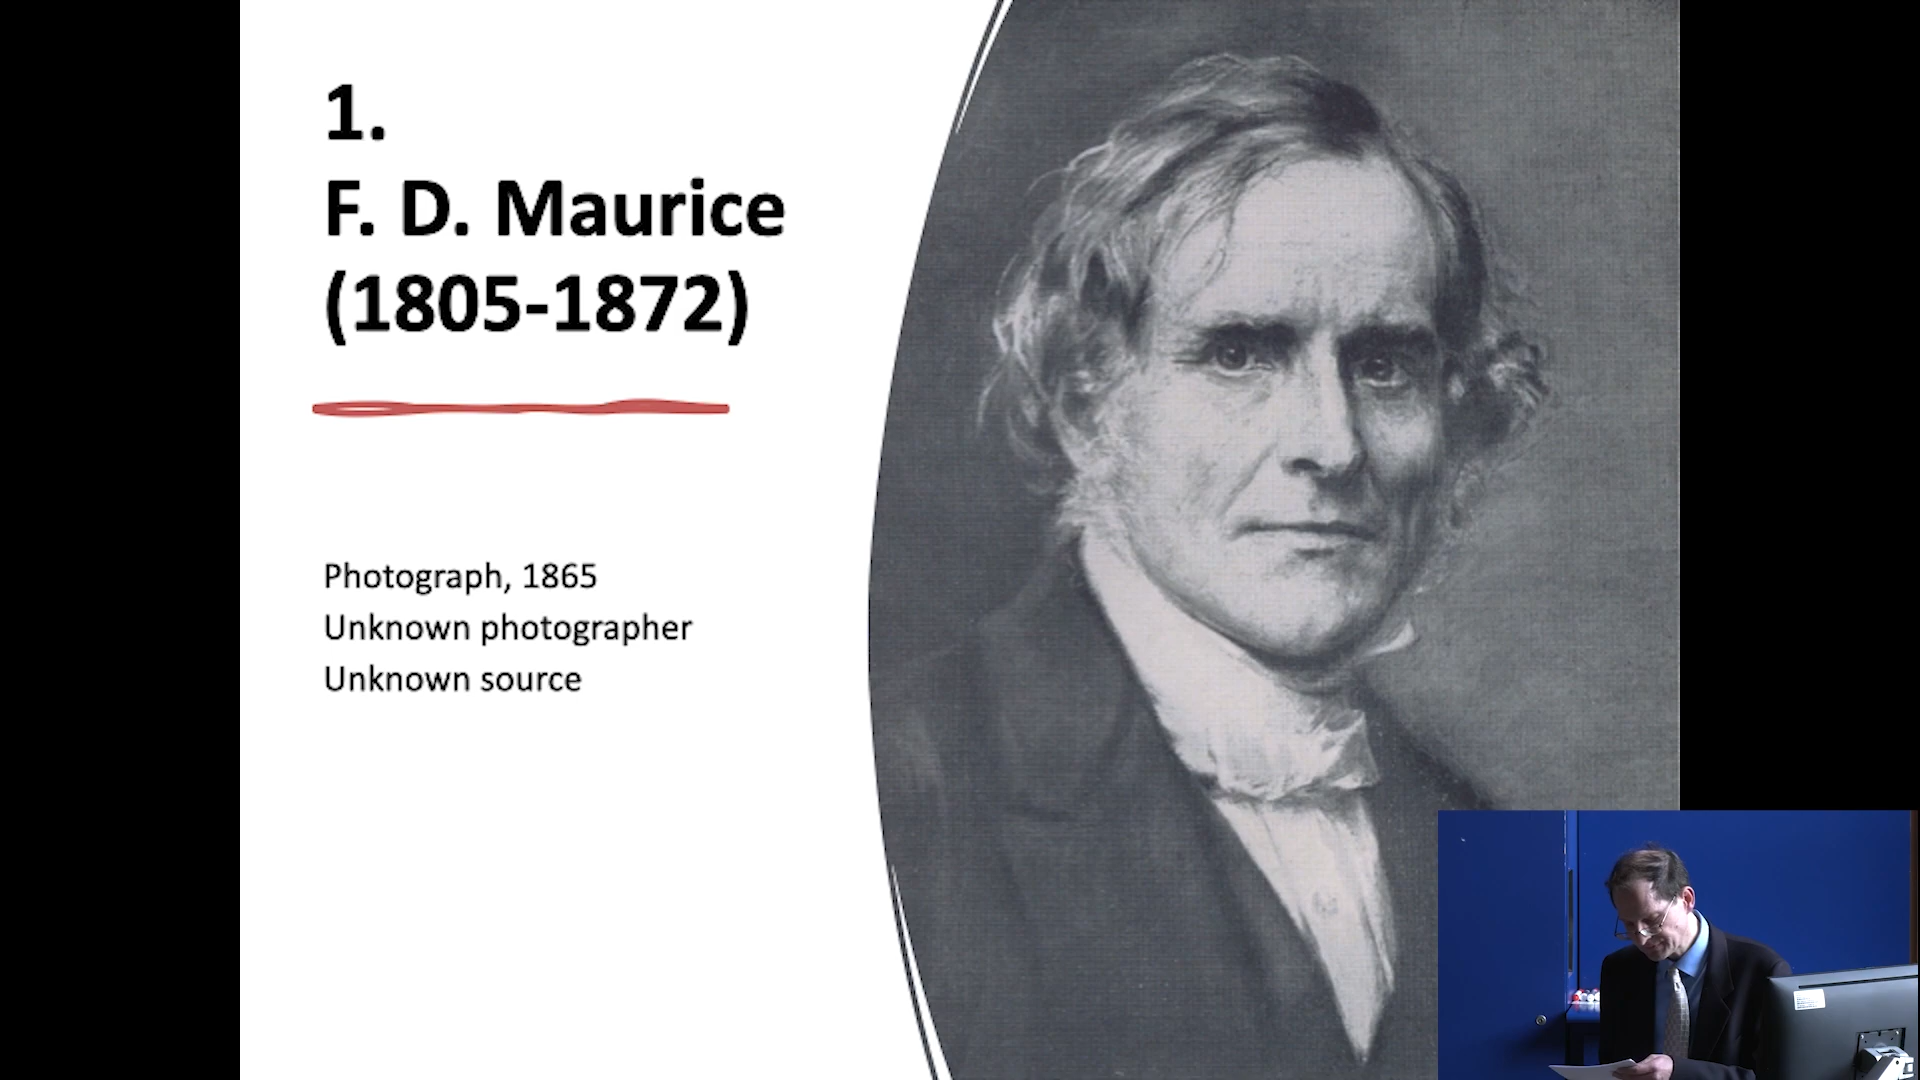 1.
F. D. Maurice
(1805-1872)
Photograph, 1865
Unknown photographer
Unknown source